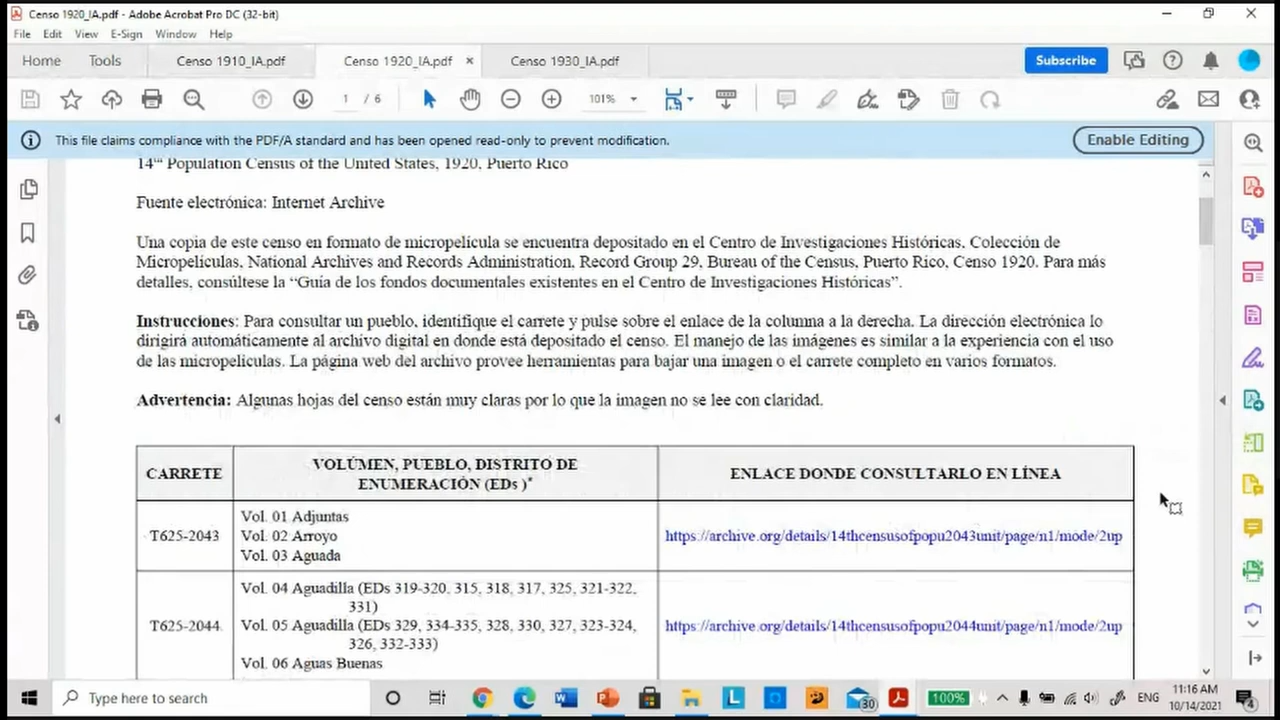 Censo 1920_IA.pdf - Adobe Acrobat Pro DC (32-bit)
File Edit View E-Sign Window Help
Home Tools Censo 1910_IA.pdf Censo 1920_IA.pdf × Censo 1930_IA.pdf Subscribe
1 / 6 101%
This file claims compliance with the PDF/A standard and has been opened read-only to prevent modification. Enable Editing
14th Population Census of the United States, 1920, Puerto Rico
Fuente electrónica: Internet Archive
Una copia de este censo en formato de micropelícula se encuentra depositado en el Centro de Investigaciones Históricas, Colección de
Micropelículas, National Archives and Records Administration, Record Group 29, Bureau of the Census, Puerto Rico, Censo 1920. Para más
detalles, consúltese la “Guía de los fondos documentales existentes en el Centro de Investigaciones Históricas”.
Instrucciones: Para consultar un pueblo, identifique el carrete y pulse sobre el enlace de la columna a la derecha. La dirección electrónica lo
dirigirá automáticamente al archivo digital en donde está depositado el censo. El manejo de las imágenes es similar a la experiencia con el uso
de las micropelículas. La página web del archivo provee herramientas para bajar una imagen o el carrete completo en varios formatos.
Advertencia: Algunas hojas del censo están muy claras por lo que la imagen no se lee con claridad.
CARRETE
VOLÚMEN, PUEBLO, DISTRITO DE
ENUMERACIÓN (EDs )*
ENLACE DONDE CONSULTARLO EN LÍNEA
T625-2043
Vol. 01 Adjuntas
Vol. 02 Arroyo
Vol. 03 Aguada
https://archive.org/details/14thcensusofpopu2043unit/page/n1/mode/2up
T625-2044
Vol. 04 Aguadilla (EDs 319-320, 315, 318, 317, 325, 321-322,
331)
Vol. 05 Aguadilla (EDs 329, 334-335, 328, 330, 327, 323-324,
326, 332-333)
Vol. 06 Aguas Buenas
https://archive.org/details/14thcensusofpopu2044unit/page/n1/mode/2up
Type here to search 30 100% ENG 11:16 AM
10/14/2021 4